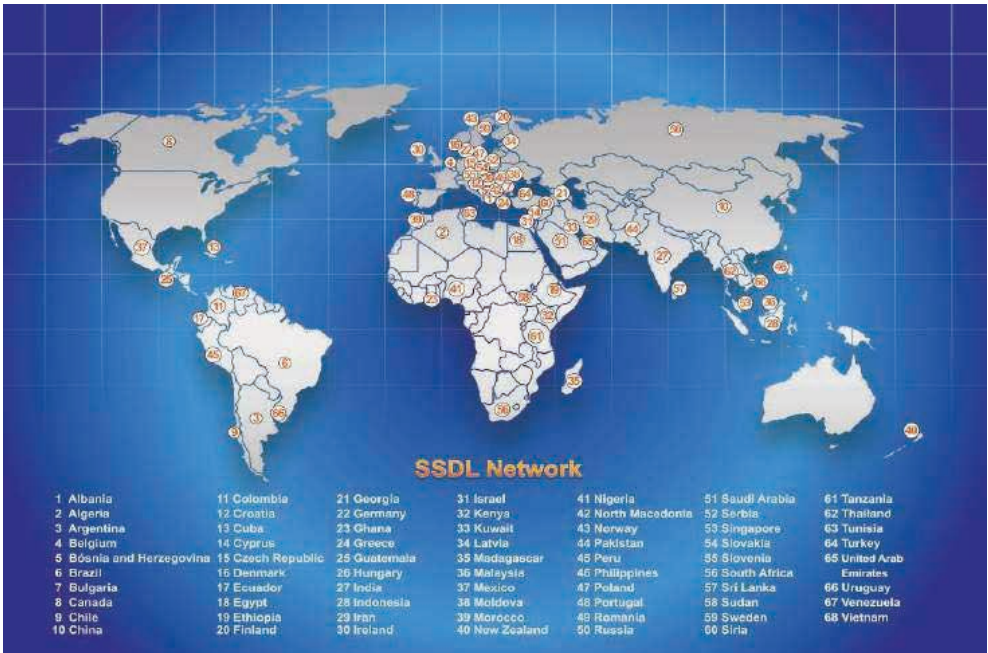 SSDL Network
1 Albania
2 Algeria
3 Argentina
4 Belgium
5 Bósnia and Herzegovina
6 Brazil
7 Bulgaria
8 Canada
9 Chile
10 China
11 Colombia
12 Croatia
13 Cuba
14 Cyprus
15 Czech Republic
16 Denmark
17 Ecuador
18 Egypt
19 Ethiopia
20 Finland
21 Georgia
22 Germany
23 Ghana
24 Greece
25 Guatemala
26 Hungary
27 India
28 Indonesia
29 Iran
30 Ireland
31 Israel
32 Kenya
33 Kuwait
34 Latvia
35 Madagascar
36 Malaysia
37 Mexico
38 Moldova
39 Morocco
40 New Zealand
41 Nigeria
42 North Macedonia
43 Norway
44 Pakistan
45 Peru
46 Philippines
47 Poland
48 Portugal
49 Romania
50 Russia
51 Saudi Arabia
52 Serbia
53 Singapore
54 Slovakia
55 Slovenia
56 South Africa
57 Sri Lanka
58 Sudan
59 Sweden
60 Siria
61 Tanzania
62 Thailand
63 Tunisia
64 Turkey
65 United Arab
Emirates
66 Uruguay
67 Venezuela
68 Vietnam